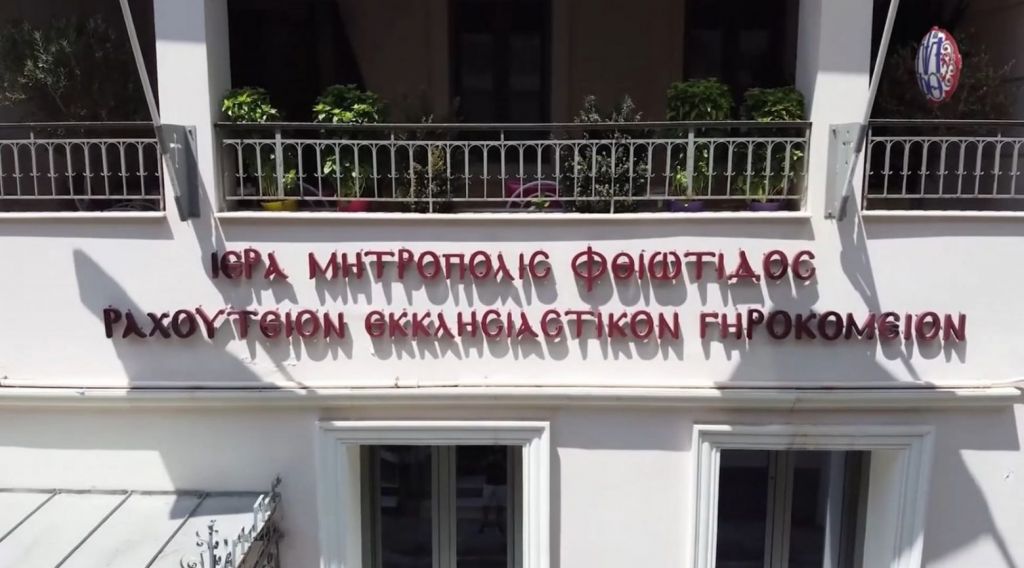 ΙΕΡΑ ΜΗΤΡΟΠΟΛΙΣ ΦΘΙΩΤΙΔΟΣ
ΡΑΧΟΥΤΕΙΟΝ ΕΚΚΛΗΣΙΑΣΤΙΚΟΝ ΓΗΡΟΚΟΜΕΙΟΝ